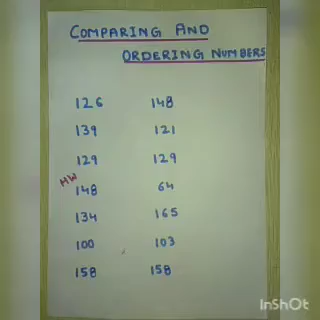 COMPARING AND
ORDERING NUMBERS
126 148
139 121
129 129
HW
148 64
134 165
100 103
158 158
InShOt